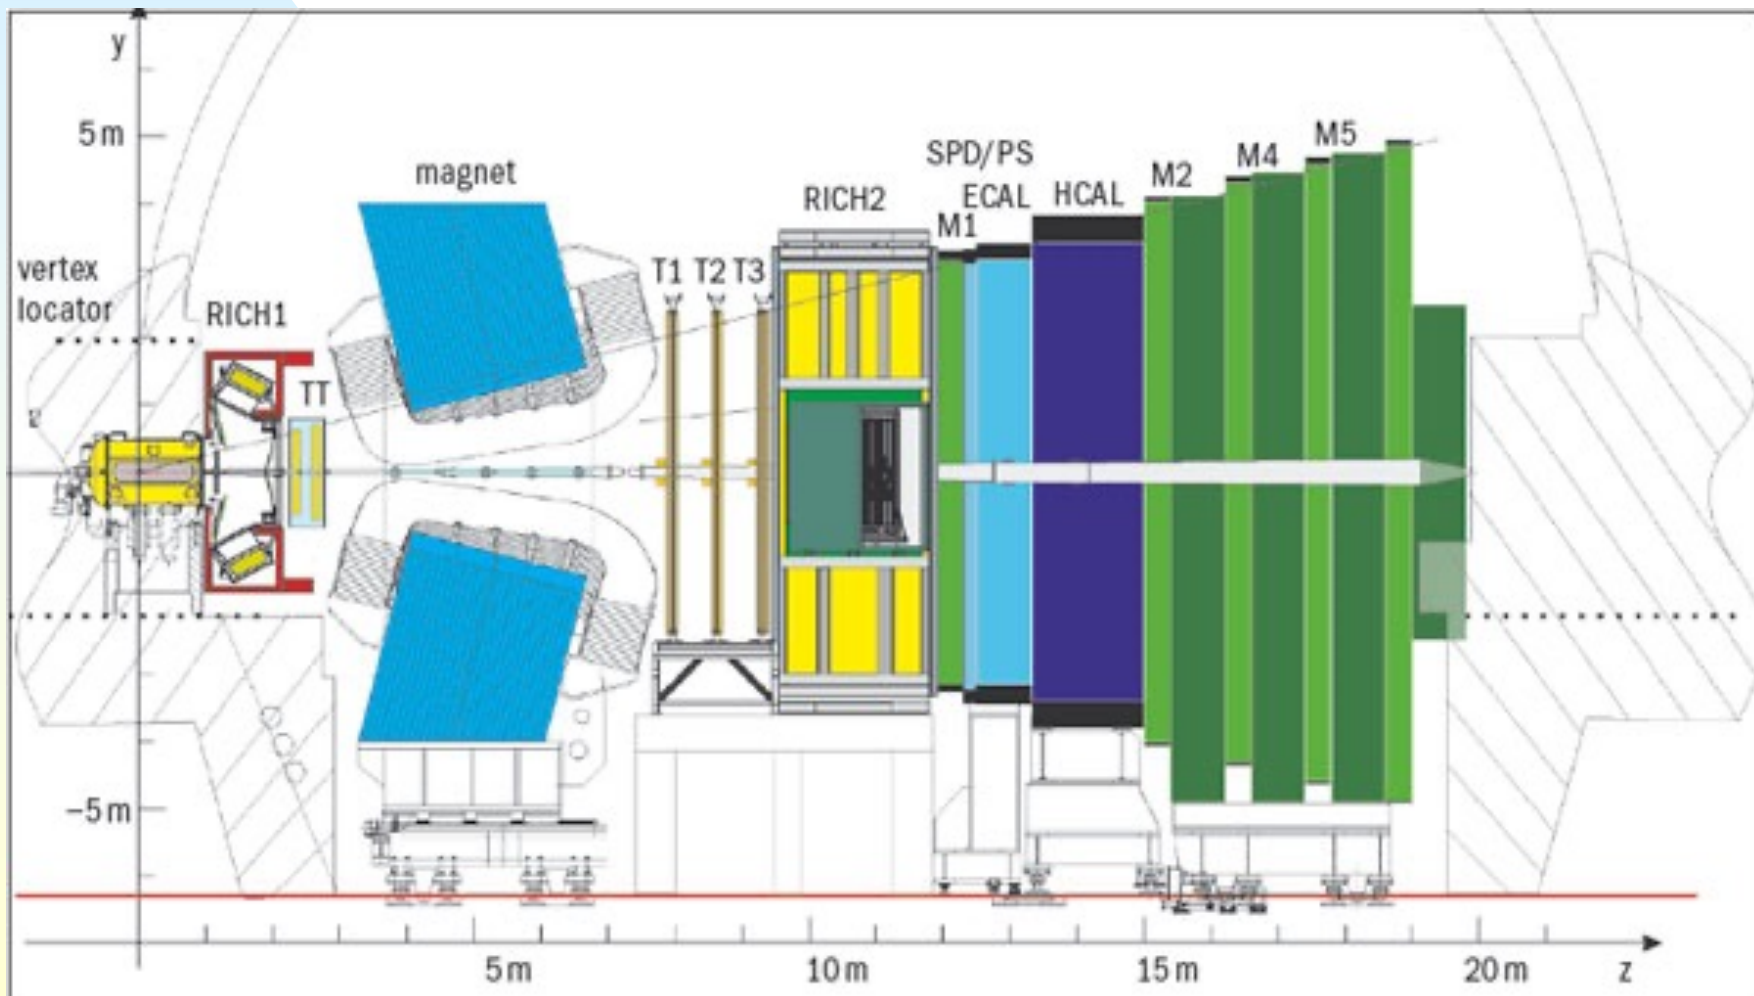 y
5 m
magnet
SPD/PS
ECAL
HCAL
M1
M2
M4
M5
RICH2
T1 T2 T3
vertex
locator
RICH1
TT
–5 m
5 m
10 m
15 m
20 m
z